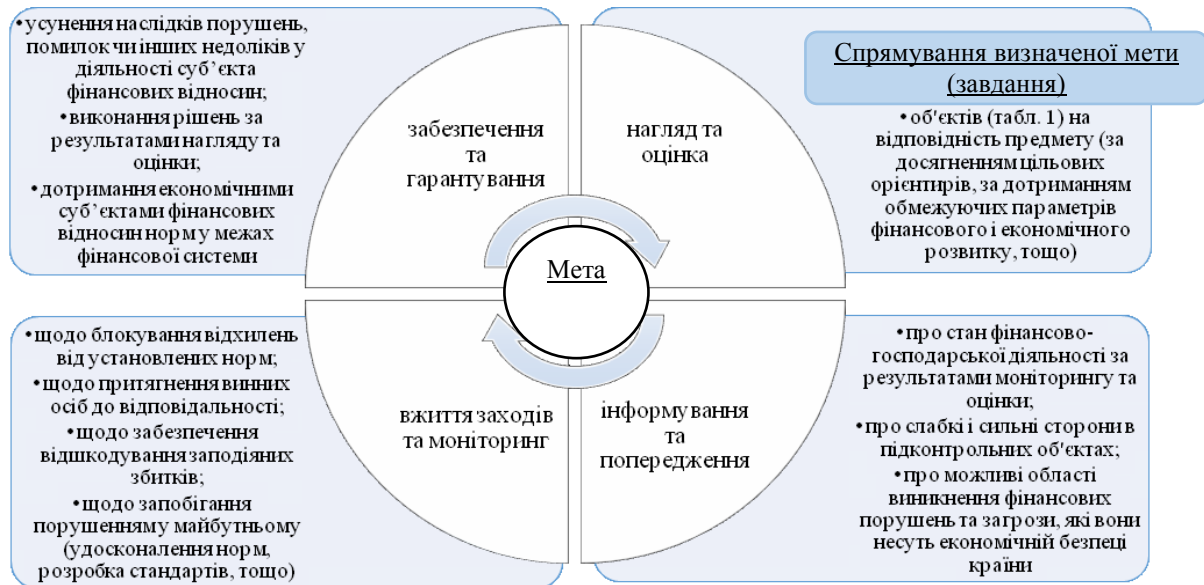 •усунення наслідків порушень,
помилок чи інших недоліків у
діяльності суб’єкта
фінансових відносин;
•виконання рішень за
результатами нагляду та
оцінки;
•дотримання економічними
суб’єктами фінансових
відносин норм у межах
фінансової системи
забезпечення
та
гарантування
нагляд та
оцінка
Спрямування визначеної мети
(завдання)
•об'єктів (табл. 1) на
відповідність предмету (за
досягненням цільових
орієнтирів, за дотриманням
обмежуючих параметрів
фінансового і економічного
розвитку, тощо)
Мета
•щодо блокування відхилень
від установлених норм;
•щодо притягнення винних
осіб до відповідальності;
•щодо забезпечення
відшкодування заподіяних
збитків;
•щодо запобігання
порушенням у майбутньому
(удосконалення норм,
розробка стандартів, тощо)
вжиття заходів
та моніторинг
інформування
та
попередження
•про стан фінансово-
господарської діяльності за
результатами моніторингу та
оцінки;
•про слабкі і сильні сторони в
підконтрольних об'єктах;
•про можливі області
виникнення фінансових
порушень та загрози, які вони
несуть економічній безпеці
країни